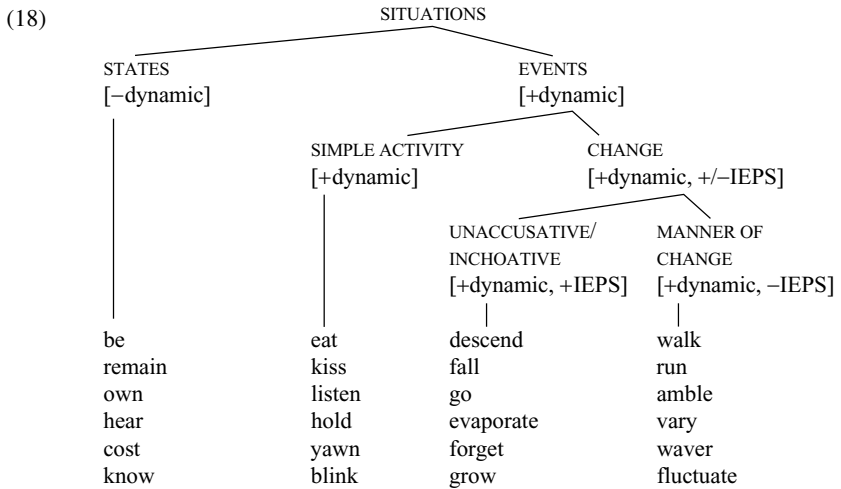 (18) SITUATIONS
STATES EVENTS
[−dynamic] [+dynamic]
SIMPLE ACTIVITY CHANGE
[+dynamic] [+dynamic, +/−IEPS]
UNACCUSATIVE/ MANNER OF
INCHOATIVE CHANGE
[+dynamic, +IEPS] [+dynamic, −IEPS]
be eat descend walk
remain kiss fall run
own listen go amble
hear hold evaporate vary
cost yawn forget waver
know blink grow fluctuate